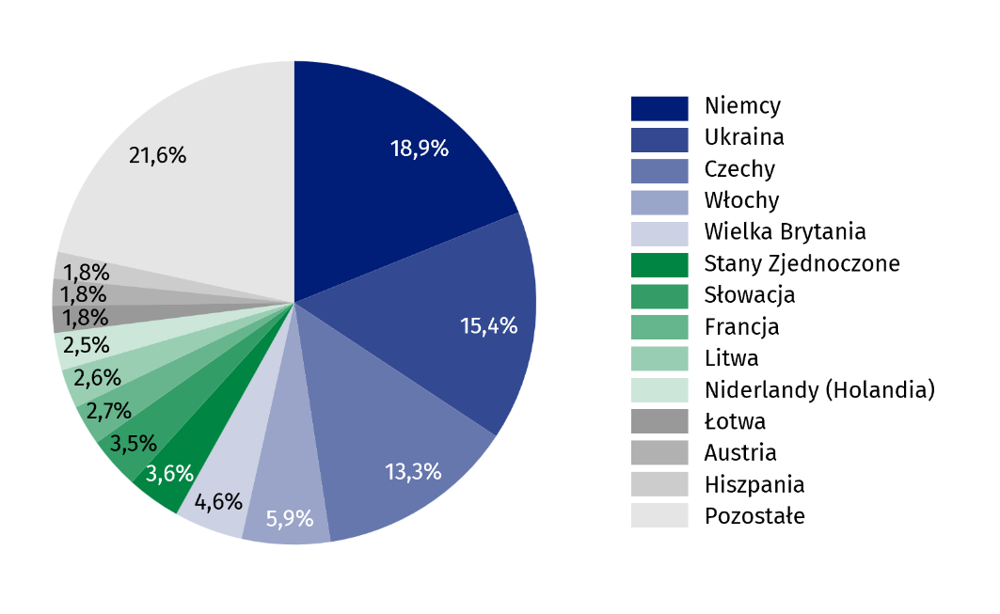 18,9%
15,4%
13,3%
5,9%
4,6%
3,6%
3,5%
2,7%
2,6%
2,5%
1,8%
1,8%
1,8%
21,6%
Niemcy
Ukraina
Czechy
Włochy
Wielka Brytania
Stany Zjednoczone
Słowacja
Francja
Litwa
Niderlandy (Holandia)
Łotwa
Austria
Hiszpania
Pozostałe